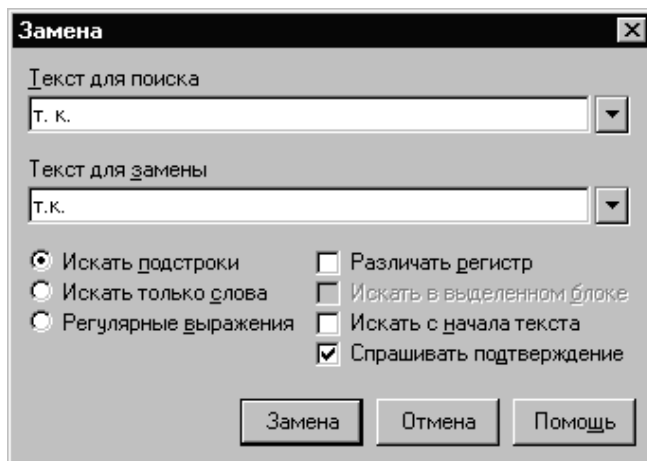 Замена
Текст для поиска
т. к.
Текст для замены
т.к.
Искать подстроки
Различать регистр
Искать только слова
Искать в выделенном блоке
Регулярные выражения
Искать с начала текста
Спрашивать подтверждение
Замена
Отмена
Помощь